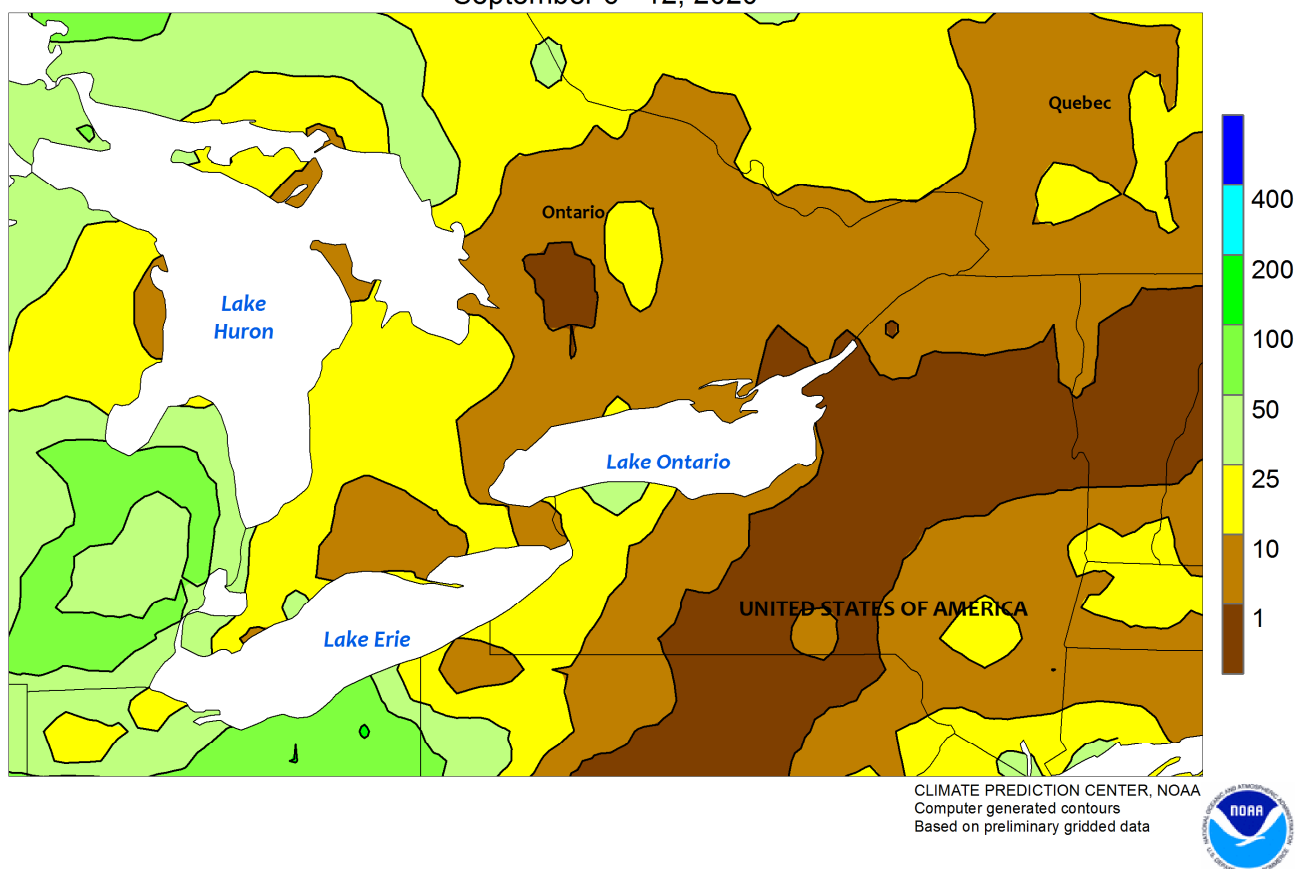 Quebec
Ontario
Lake
Huron
400
200
100
50
25
10
1
Lake Ontario
UNITED STATES OF AMERICA
Lake Erie
CLIMATE PREDICTION CENTER, NOAA
Computer generated contours
Based on preliminary gridded data
NOAA